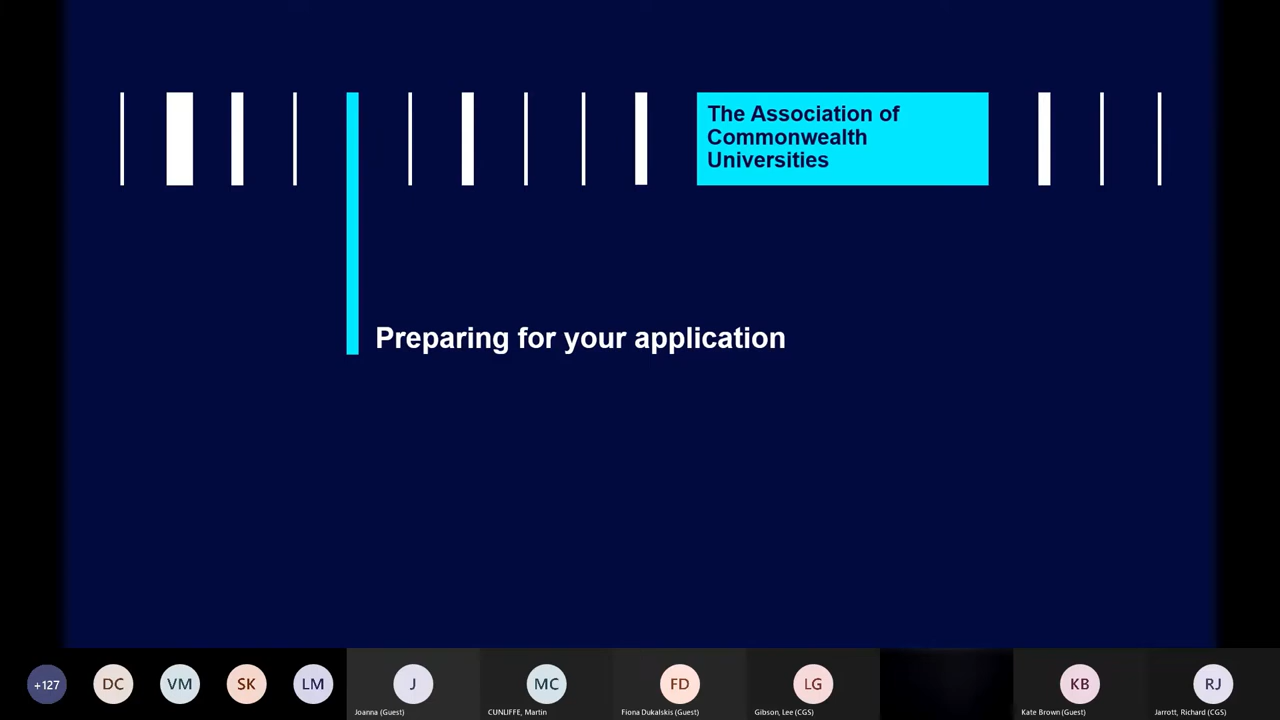 The Association of
Commonwealth
Universities
Preparing for your application
+127
DC
VM
SK
LM
J
MC
FD
LG
KB
RJ
Joanna (Guest)
CUNLIFFE, Martin
Fiona Dukalskis (Guest)
Gibson, Lee (CGS)
Kate Brown (Guest)
Jarrott, Richard (CGS)